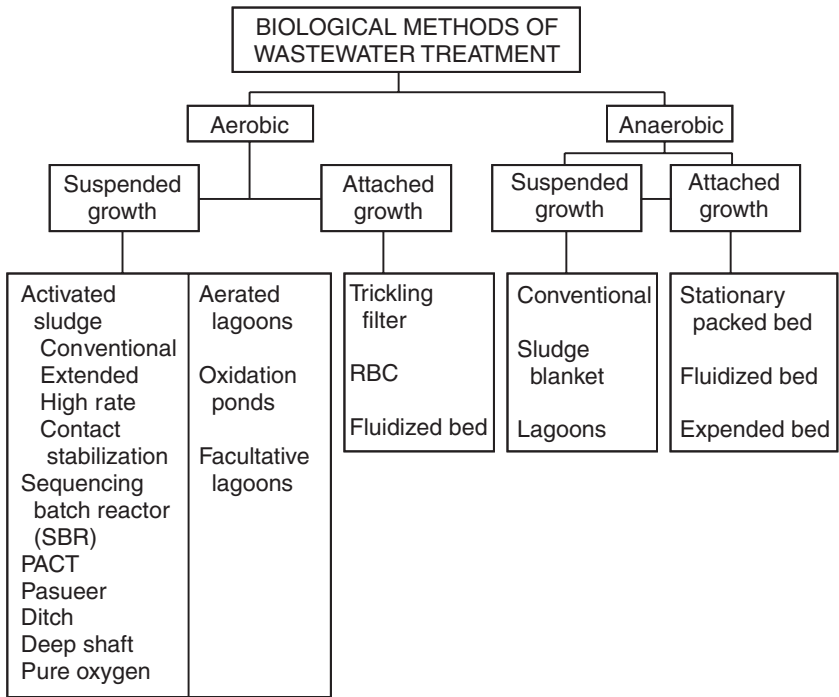 BIOLOGICAL METHODS OF
WASTEWATER TREATMENT
Aerobic
Anaerobic
Suspended
growth
Attached
growth
Suspended
growth
Attached
growth
Activated
sludge
Conventional
Extended
High rate
Contact
stabilization
Sequencing
batch reactor
(SBR)
PACT
Pasueer
Ditch
Deep shaft
Pure oxygen
Aerated
lagoons
Oxidation
ponds
Facultative
lagoons
Trickling
filter
RBC
Fluidized bed
Conventional
Sludge
blanket
Lagoons
Stationary
packed bed
Fluidized bed
Expended bed